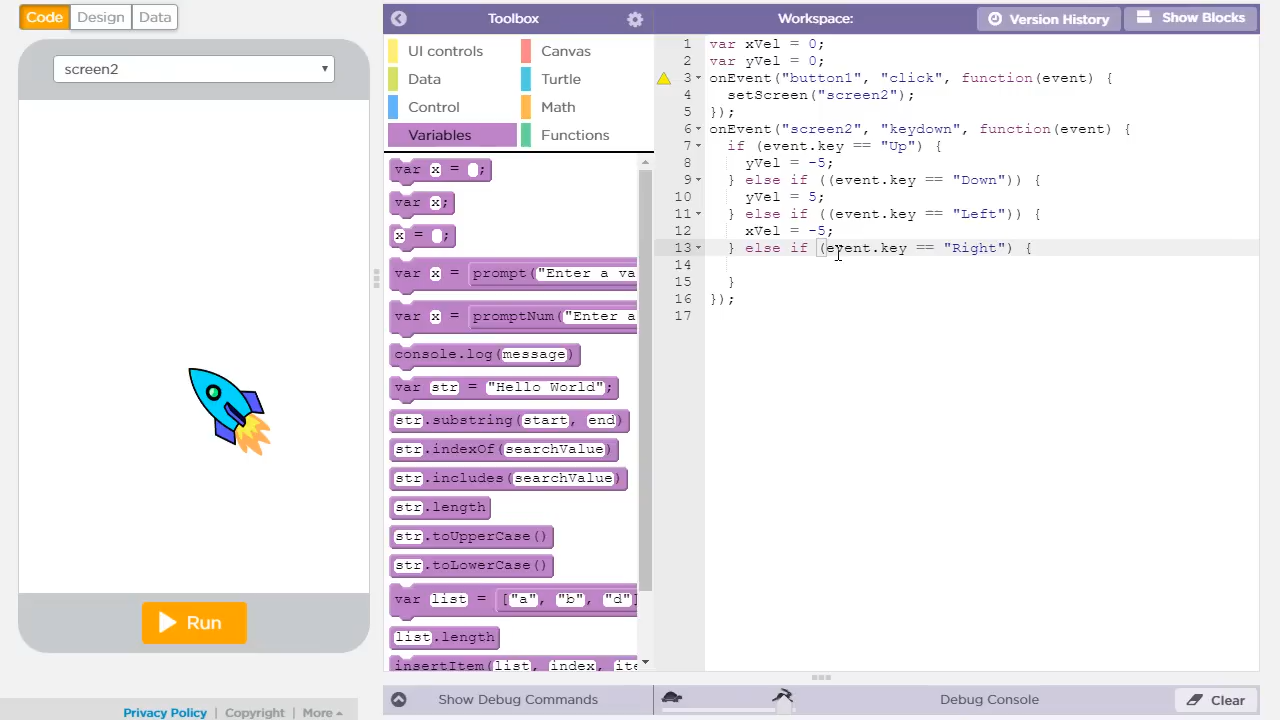 Code Design Data
screen2
Run
Privacy Policy | Copyright | More
Toolbox
UI controls
Canvas
Data
Turtle
Control
Math
Variables
Functions
var x = ;
var x;
x = ;
var x = prompt("Enter a va
var x = promptNum("Enter a
console.log(message)
var str = "Hello World";
str.substring(start, end)
str.indexOf(searchValue)
str.includes(searchValue)
str.length
str.toUpperCase()
str.toLowerCase()
var list = ["a", "b", "d"]
list.length
insertItem(list, index, ite
Show Debug Commands
Workspace:
Version History
Show Blocks
1 var xVel = 0;
2 var yVel = 0;
3 onEvent("button1", "click", function(event) {
4 setScreen("screen2");
5 });
6 onEvent("screen2", "keydown", function(event) {
7 if (event.key == "Up") {
8 yVel = -5;
9 } else if ((event.key == "Down")) {
10 yVel = 5;
11 } else if ((event.key == "Left")) {
12 xVel = -5;
13 } else if (event.key == "Right") {
14
15 }
16 });
17
Debug Console
Clear